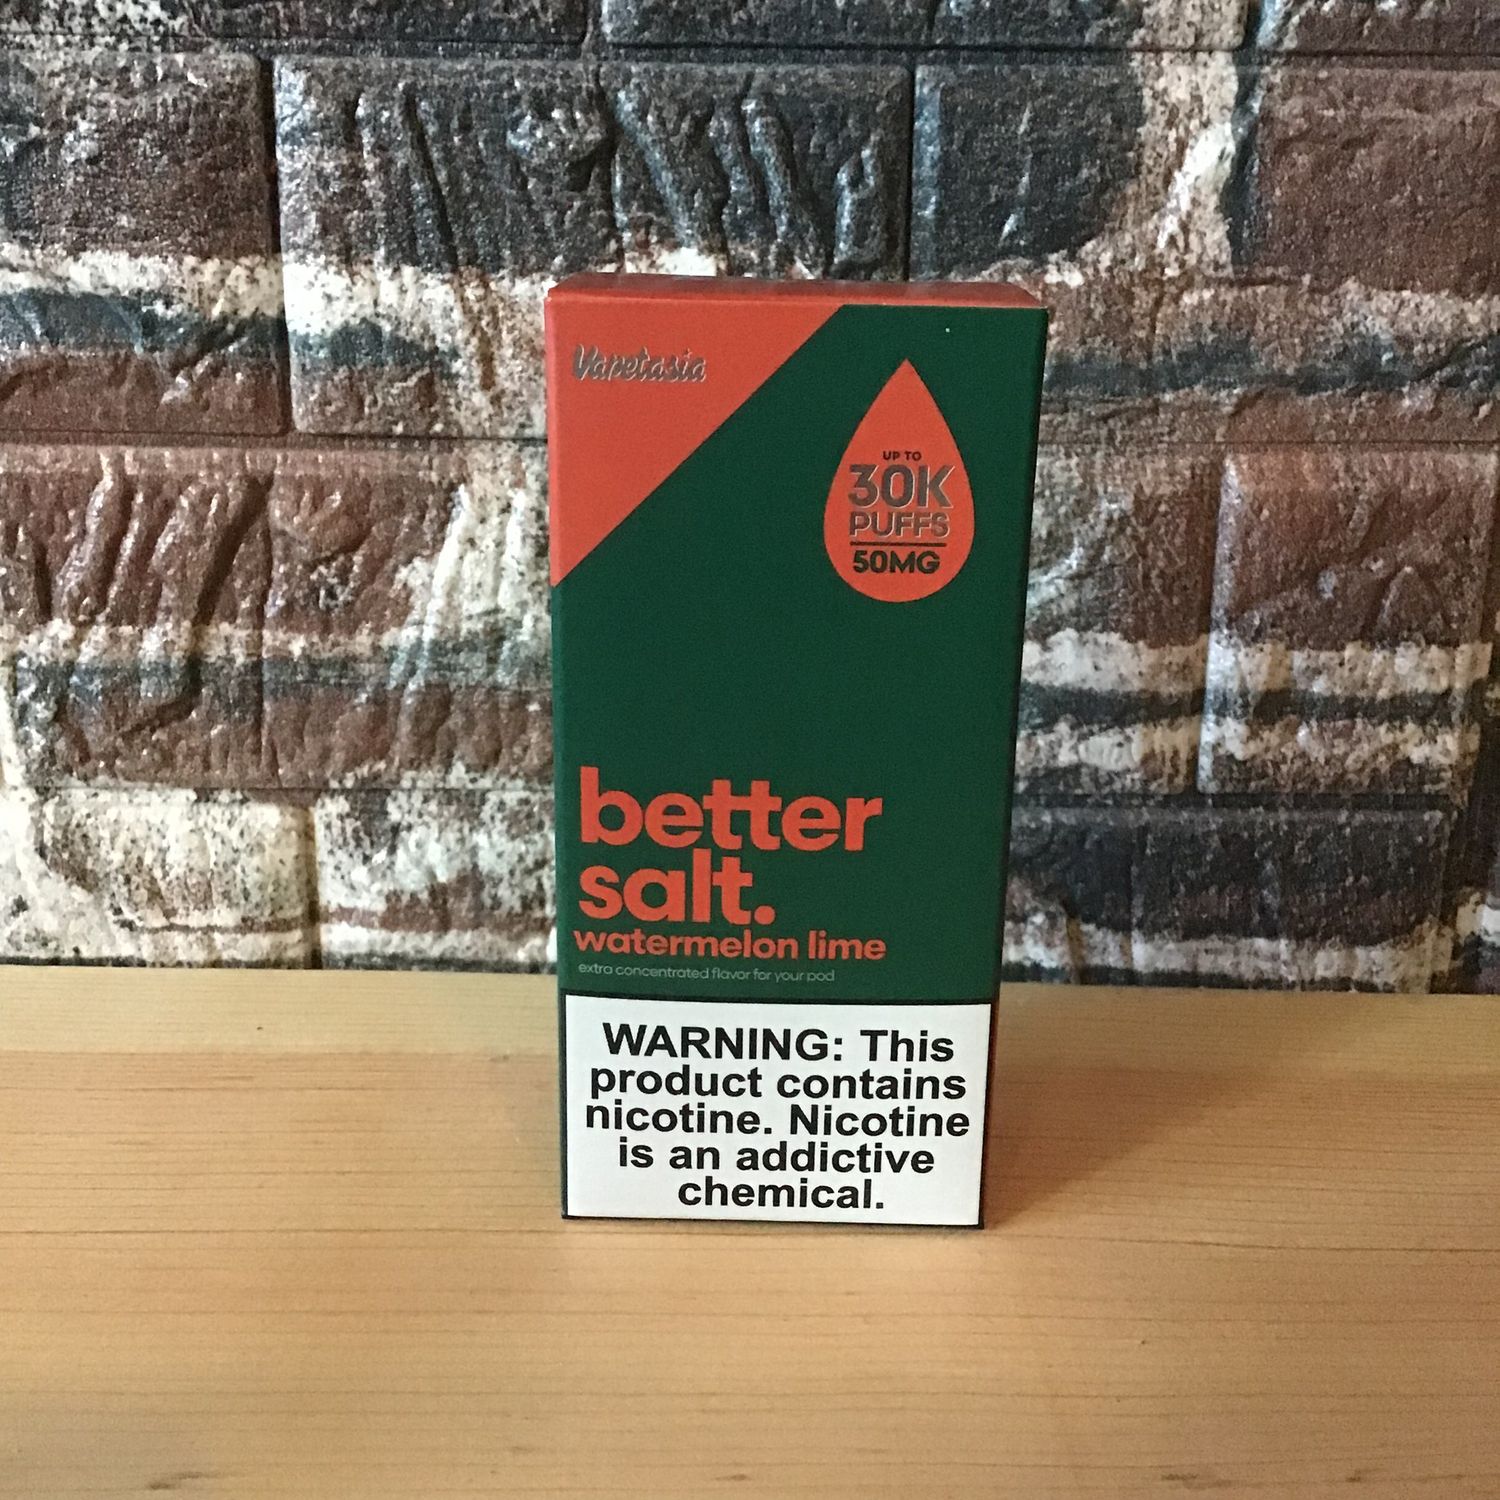 Vapetasia
UP TO
30K
PUFFS
50MG
better
salt.
watermelon lime
extra concentrated flavor for your pod
WARNING: This
product contains
nicotine. Nicotine
is an addictive
chemical.